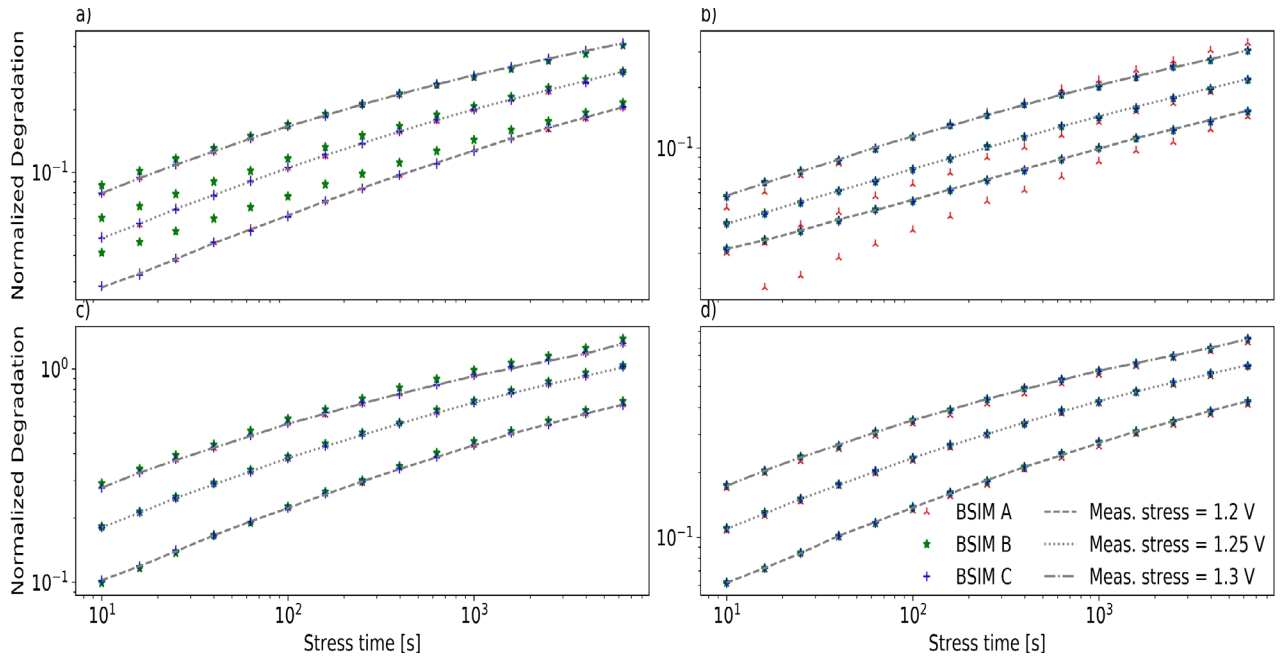 a)
b)
Normalized Degradation
10⁻¹
10⁻¹
c)
d)
Normalized Degradation
10⁰
10⁻¹
10⁻¹
BSIM A
Meas. stress = 1.2 V
BSIM B
Meas. stress = 1.25 V
BSIM C
Meas. stress = 1.3 V
10¹ 10² 10³
10¹ 10² 10³
Stress time [s]
Stress time [s]